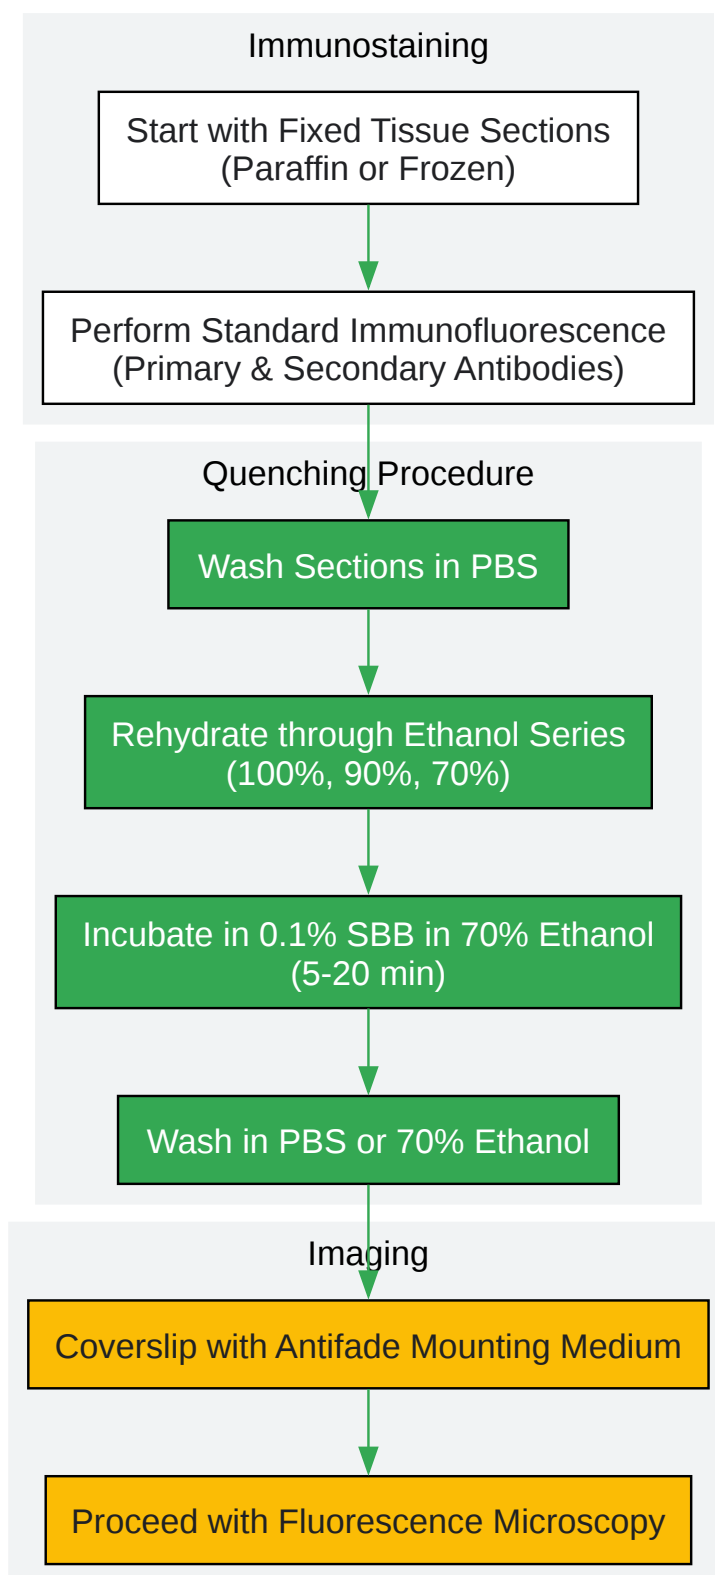 Immunostaining
Start with Fixed Tissue Sections
(Paraffin or Frozen)
Perform Standard Immunofluorescence
(Primary & Secondary Antibodies)
Quenching Procedure
Wash Sections in PBS
Rehydrate through Ethanol Series
(100%, 90%, 70%)
Incubate in 0.1% SBB in 70% Ethanol
(5-20 min)
Wash in PBS or 70% Ethanol
Imaging
Coverslip with Antifade Mounting Medium
Proceed with Fluorescence Microscopy